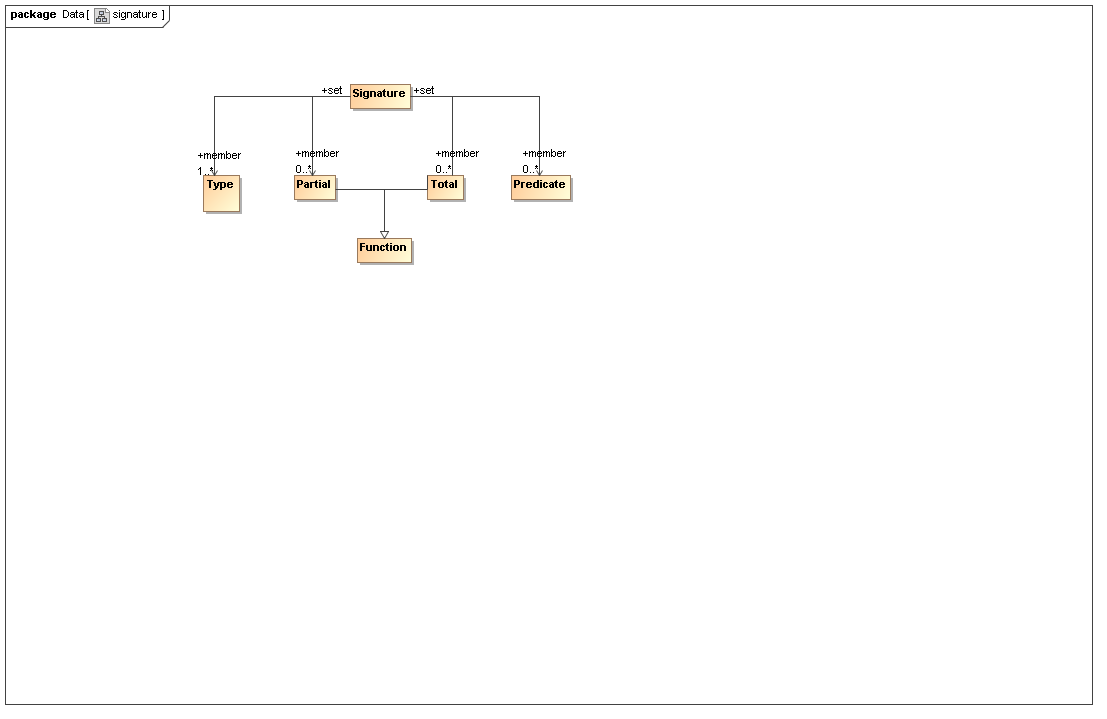 package Data [ signature ]
+set Signature +set
+member +member +member +member
1..* 0..* 0..* 0..*
Type Partial Total Predicate
Function